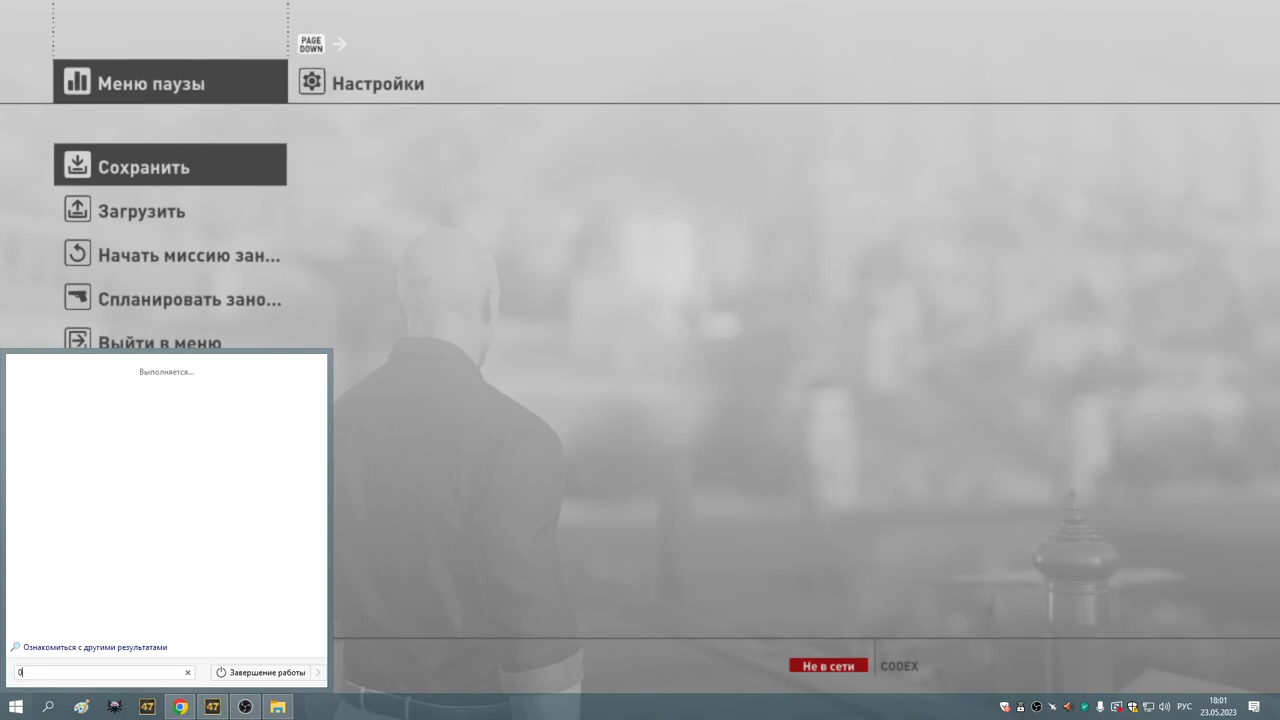 PAGE
DOWN
Меню паузы
Настройки
Сохранить
Загрузить
Начать миссию зан...
Спланировать зано...
Выйти в меню
Выполняется...
Ознакомиться с другими результатами
0
Завершение работы
Не в сети
CODEX
47
47
РУС
18:01
23.05.2023